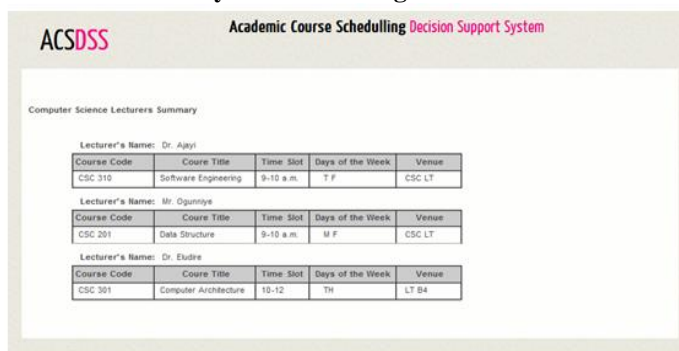 ACSDSS
Academic Course Schedulling Decision Support System
Computer Science Lecturers Summary
Lecturer's Name: Dr. Ajayi
Course Code Coure Title Time Slot Days of the Week Venue
CSC 310 Software Engineering 9-10 a.m. T F CSC LT
Lecturer's Name: Mr. Ogunniye
Course Code Coure Title Time Slot Days of the Week Venue
CSC 201 Data Structure 9-10 a.m. M F CSC LT
Lecturer's Name: Dr. Eludire
Course Code Coure Title Time Slot Days of the Week Venue
CSC 301 Computer Architecture 10-12 TH LT B4